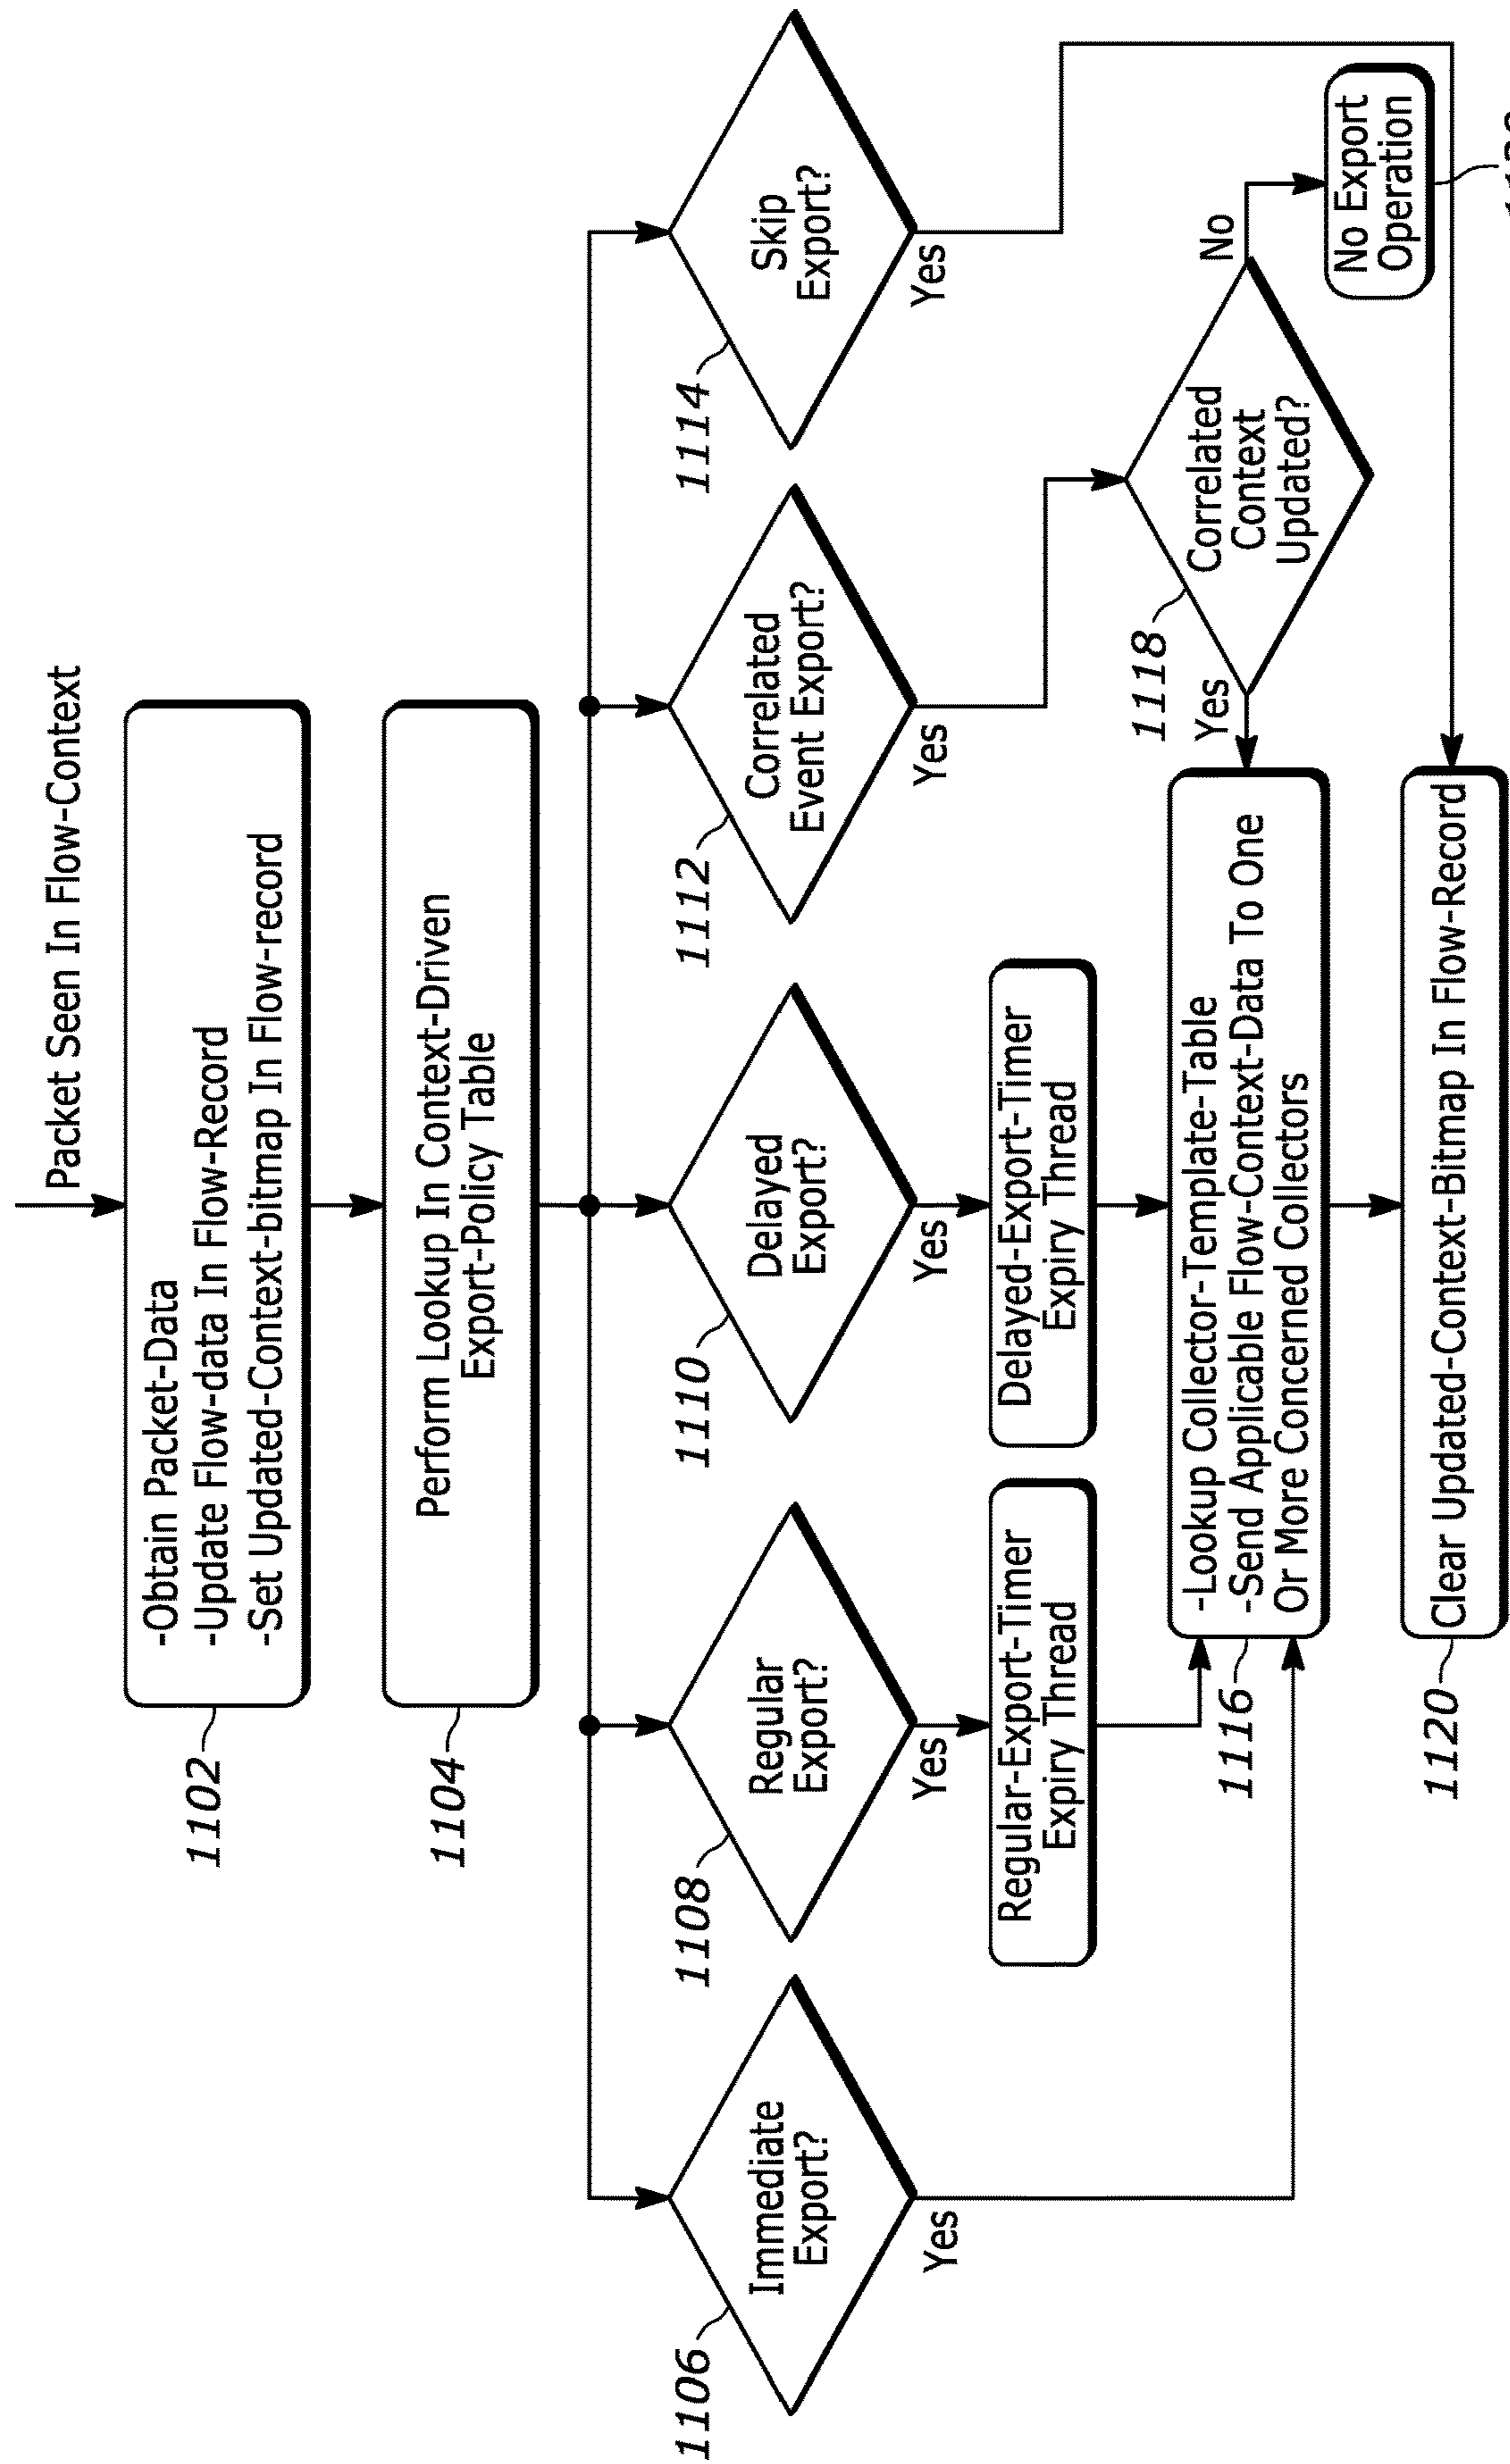 Packet Seen In Flow-Context
-Obtain Packet-Data
-Update Flow-data In Flow-Record
-Set Updated-Context-bitmap In Flow-record
1102
Perform Lookup In Context-Driven
Export-Policy Table
1104
Immediate
Export?
1106
Yes
Regular
Export?
1108
Yes
Delayed
Export?
1110
Yes
Correlated
Event Export?
1112
Yes
Skip
Export?
1114
Yes
Regular-Export-Timer
Expiry Thread
Delayed-Export-Timer
Expiry Thread
-Lookup Collector-Template-Table
-Send Applicable Flow-Context-Data To One
Or More Concerned Collectors
1116
Correlated
Context
Updated?
1118
Yes
No
No Export
Operation
Clear Updated-Context-Bitmap In Flow-Record
1120